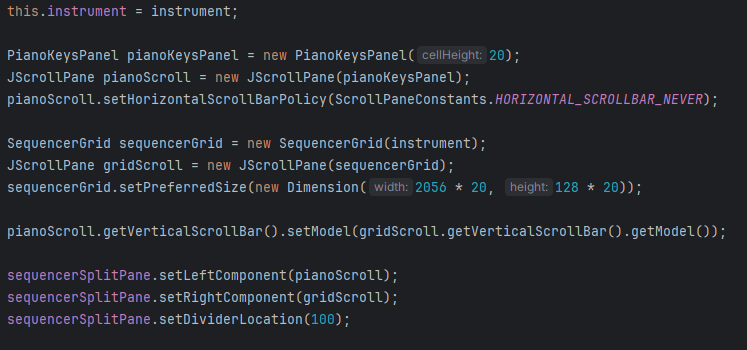 this.instrument = instrument;
PianoKeysPanel pianoKeysPanel = new PianoKeysPanel( cellHeight: 20);
JScrollPane pianoScroll = new JScrollPane(pianoKeysPanel);
pianoScroll.setHorizontalScrollBarPolicy(ScrollPaneConstants.HORIZONTAL_SCROLLBAR_NEVER);
SequencerGrid sequencerGrid = new SequencerGrid(instrument);
JScrollPane gridScroll = new JScrollPane(sequencerGrid);
sequencerGrid.setPreferredSize(new Dimension( width: 2056 * 20, height: 128 * 20));
pianoScroll.getVerticalScrollBar().setModel(gridScroll.getVerticalScrollBar().getModel());
sequencerSplitPane.setLeftComponent(pianoScroll);
sequencerSplitPane.setRightComponent(gridScroll);
sequencerSplitPane.setDividerLocation(100);